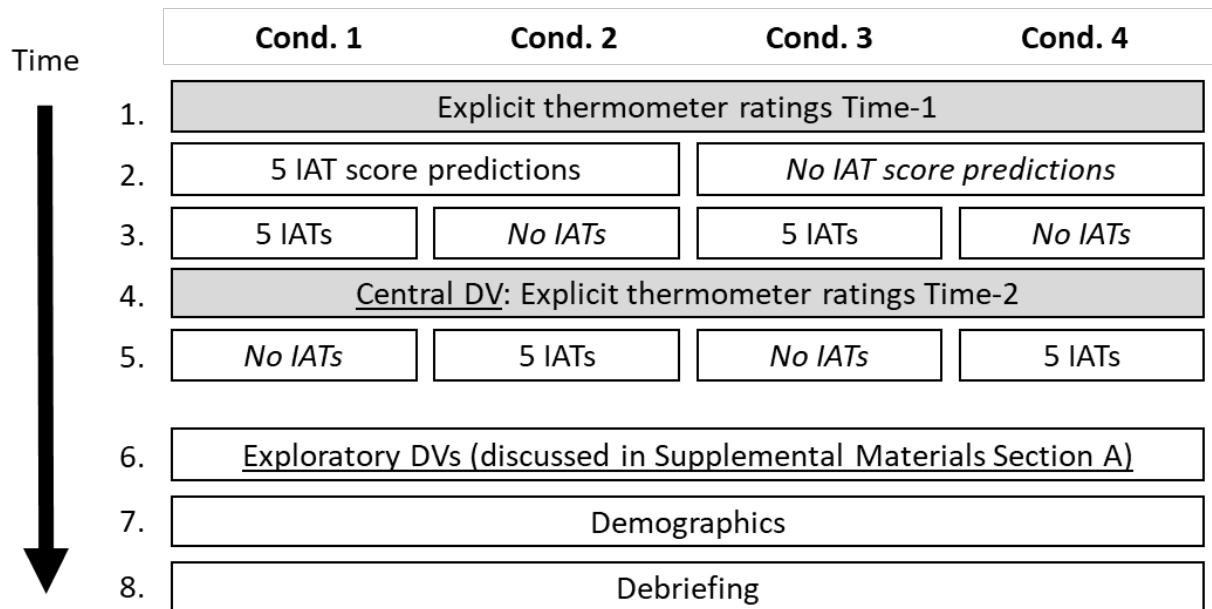 Cond. 1 Cond. 2 Cond. 3 Cond. 4
Time
1. Explicit thermometer ratings Time-1
2. 5 IAT score predictions No IAT score predictions
3. 5 IATs No IATs 5 IATs No IATs
4. Central DV: Explicit thermometer ratings Time-2
5. No IATs 5 IATs No IATs 5 IATs
6. Exploratory DVs (discussed in Supplemental Materials Section A)
7. Demographics
8. Debriefing